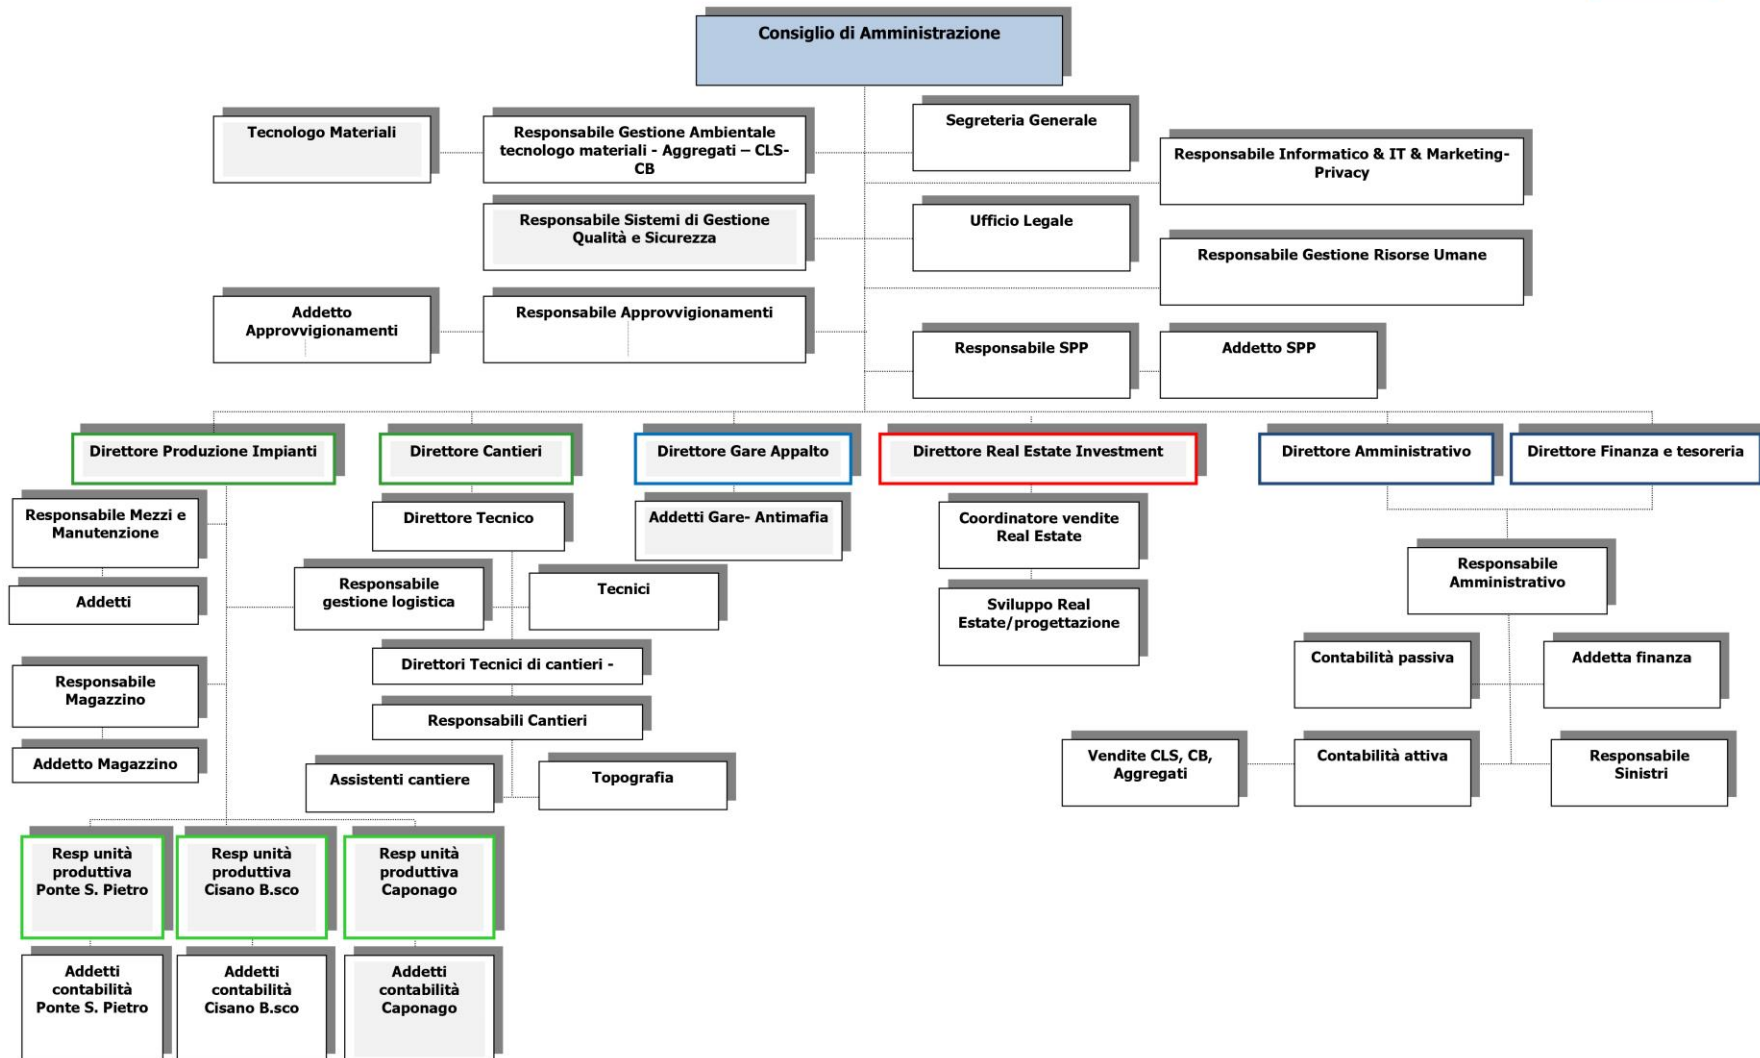 Consiglio di Amministrazione
Tecnologo Materiali
Responsabile Gestione Ambientale
tecnologo materiali - Aggregati – CLS-
CB
Segreteria Generale
Responsabile Informatico & IT & Marketing-
Privacy
Responsabile Sistemi di Gestione
Qualità e Sicurezza
Ufficio Legale
Responsabile Gestione Risorse Umane
Addetto
Approvvigionamenti
Responsabile Approvvigionamenti
Responsabile SPP
Addetto SPP
Direttore Produzione Impianti
Direttore Cantieri
Direttore Gare Appalto
Direttore Real Estate Investment
Direttore Amministrativo
Direttore Finanza e tesoreria
Responsabile Mezzi e
Manutenzione
Direttore Tecnico
Addetti Gare- Antimafia
Coordinatore vendite
Real Estate
Responsabile
Amministrativo
Addetti
Responsabile
gestione logistica
Tecnici
Sviluppo Real
Estate/progettazione
Direttori Tecnici di cantieri -
Contabilità passiva
Addetta finanza
Responsabile
Magazzino
Responsabili Cantieri
Addetto Magazzino
Assistenti cantiere
Topografia
Vendite CLS, CB,
Aggregati
Contabilità attiva
Responsabile
Sinistri
Resp unità
produttiva
Ponte S. Pietro
Resp unità
produttiva
Cisano B.sco
Resp unità
produttiva
Caponago
Addetti
contabilità
Ponte S. Pietro
Addetti
contabilità
Cisano B.sco
Addetti
contabilità
Caponago